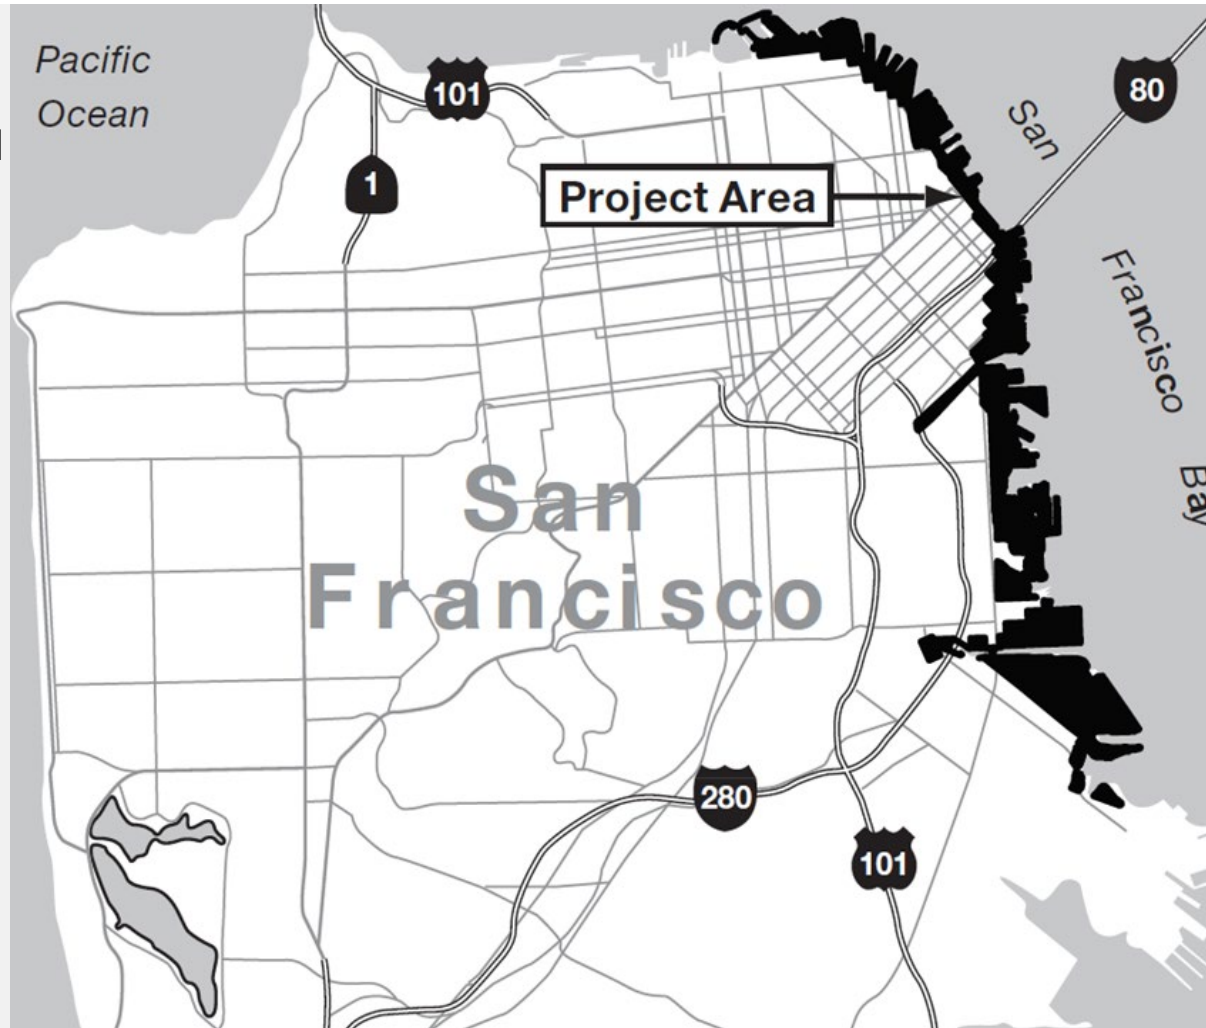 Pacific
Ocean
101
80
San
1
Project Area
Francisco
Bay
San
Francisco
280
101